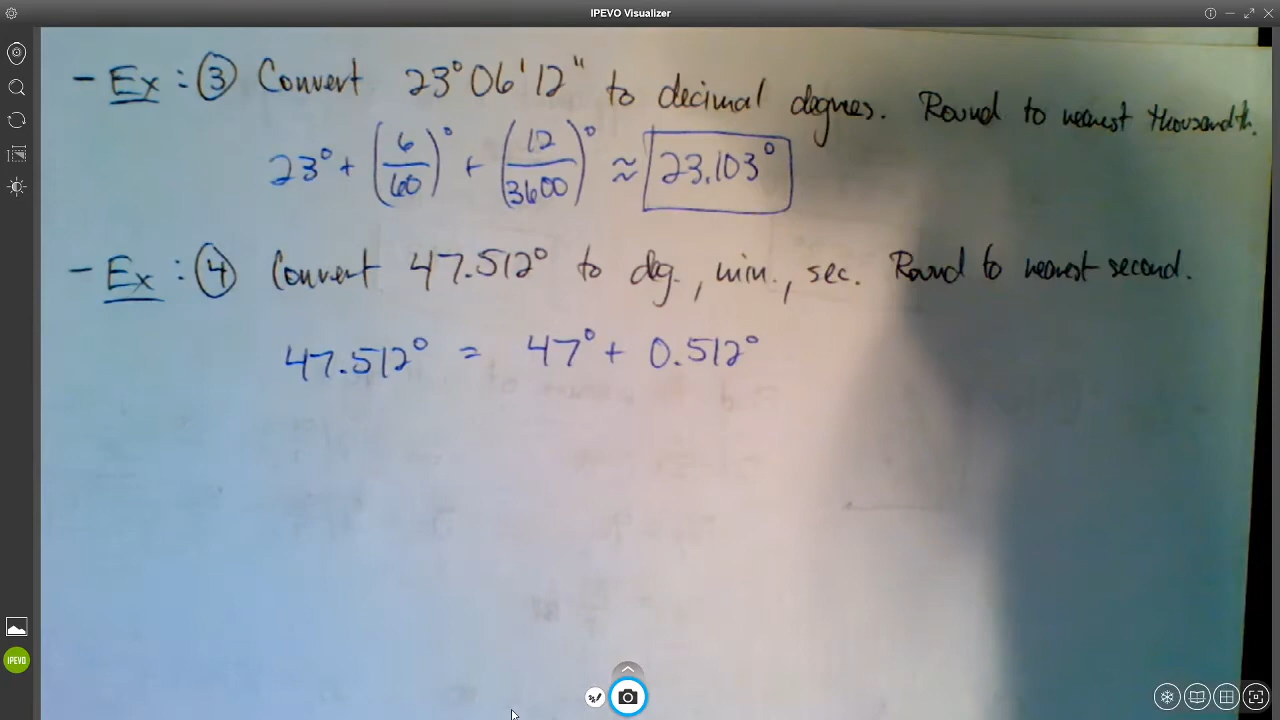 IPEVO Visualizer
- Ex: ③ Convert 23°06'12" to decimal degrees. Round to nearest thousandth.
23° + (6/60)° + (12/3600)° ≈ 23.103°
- Ex: ④ Convert 47.512° to deg., min., sec. Round to nearest second.
47.512° = 47° + 0.512°
IPEVO